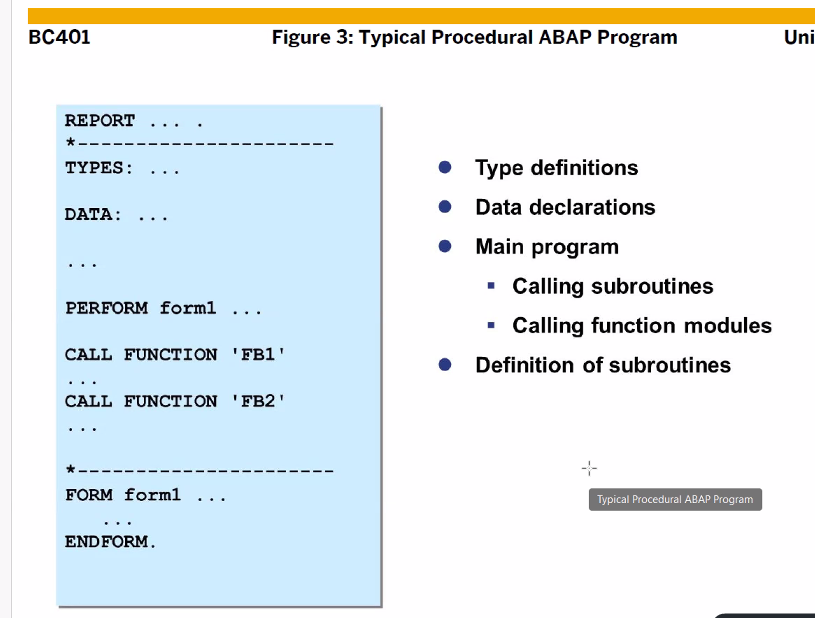 BC401 Figure 3: Typical Procedural ABAP Program Uni
REPORT ... .
*-----------------------
TYPES: ...
DATA: ...
...
PERFORM form1 ...
CALL FUNCTION 'FB1'
...
CALL FUNCTION 'FB2'
...
*-----------------------
FORM form1 ...
...
ENDFORM.
Type definitions
Data declarations
Main program
Calling subroutines
Calling function modules
Definition of subroutines
Typical Procedural ABAP Program